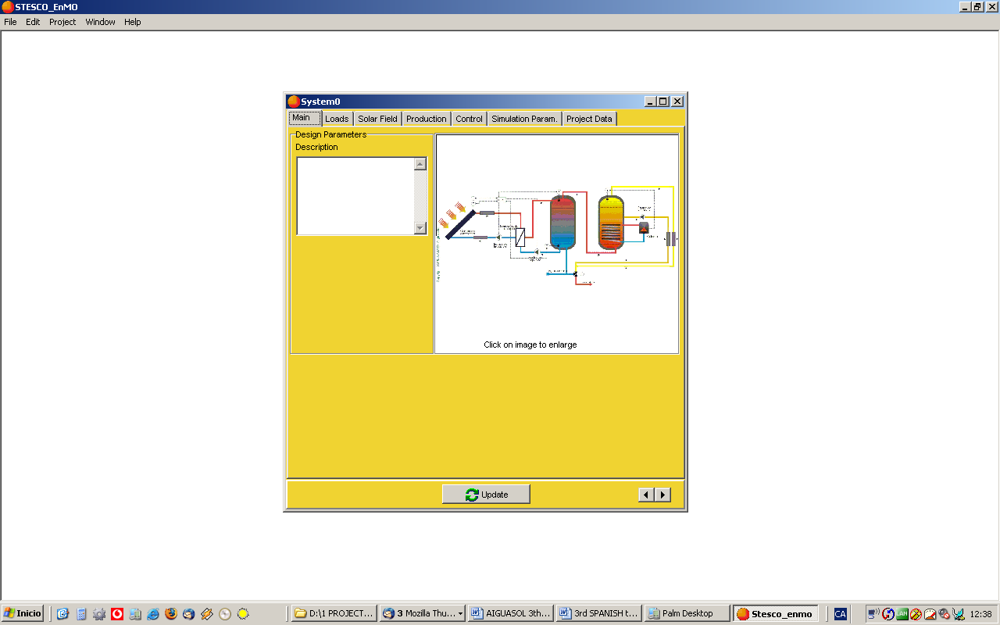 STESCO_EnMO
File Edit Project Window Help
System0
Main Loads Solar Field Production Control Simulation Param. Project Data
Design Parameters
Description
Click on image to enlarge
Update
Inicio
D:\1 PROJECT...
3 Mozilla Thu...
AIGUASOL 3th...
3rd SPANISH t...
Palm Desktop
Stesco_enmo
CA
LAN
12:38